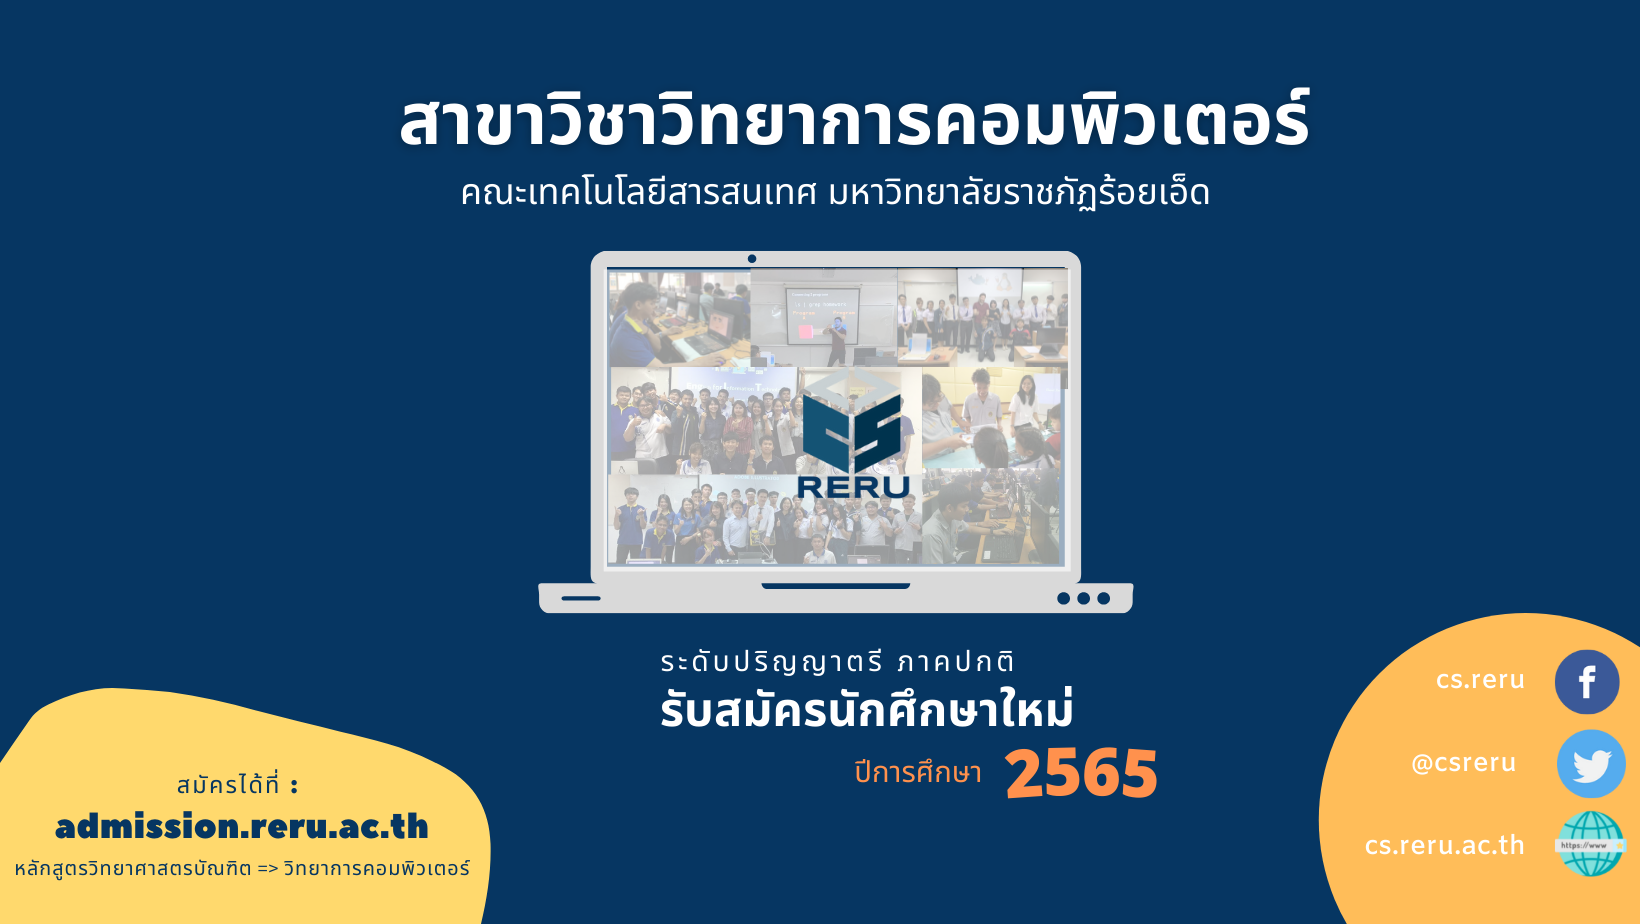 สาขาวิชาวิทยาการคอมพิวเตอร์
คณะเทคโนโลยีสารสนเทศ มหาวิทยาลัยราชภัฏร้อยเอ็ด
CS
RERU
ระดับปริญญาตรี ภาคปกติ
รับสมัครนักศึกษาใหม่
ปีการศึกษา 2565
สมัครได้ที่ :
admission.reru.ac.th
หลักสูตรวิทยาศาสตรบัณฑิต => วิทยาการคอมพิวเตอร์
cs.reru
f
@csreru
cs.reru.ac.th
https://www